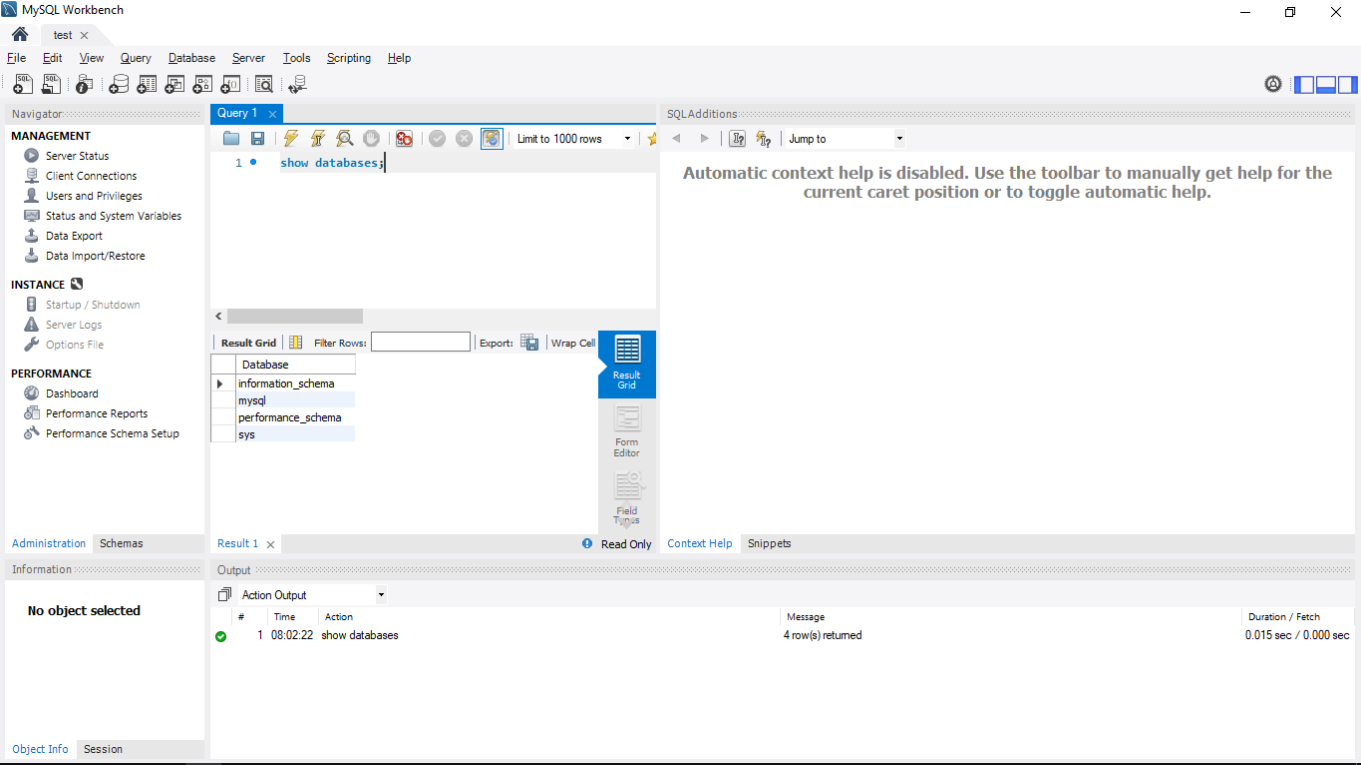 MySQL Workbench
test
File Edit View Query Database Server Tools Scripting Help
Navigator
MANAGEMENT
Server Status
Client Connections
Users and Privileges
Status and System Variables
Data Export
Data Import/Restore
INSTANCE
Startup / Shutdown
Server Logs
Options File
PERFORMANCE
Dashboard
Performance Reports
Performance Schema Setup
Administration Schemas
Query 1
Limit to 1000 rows
1 show databases;
Result Grid Filter Rows: Export: Wrap Cell
Database
information_schema
mysql
performance_schema
sys
Result
Grid
Form
Editor
Field
Types
Result 1 Read Only
SQLAdditions
Jump to
Automatic context help is disabled. Use the toolbar to manually get help for the
current caret position or to toggle automatic help.
Context Help Snippets
Information
No object selected
Object Info Session
Output
Action Output
# Time Action Message Duration / Fetch
1 08:02:22 show databases 4 row(s) returned 0.015 sec / 0.000 sec